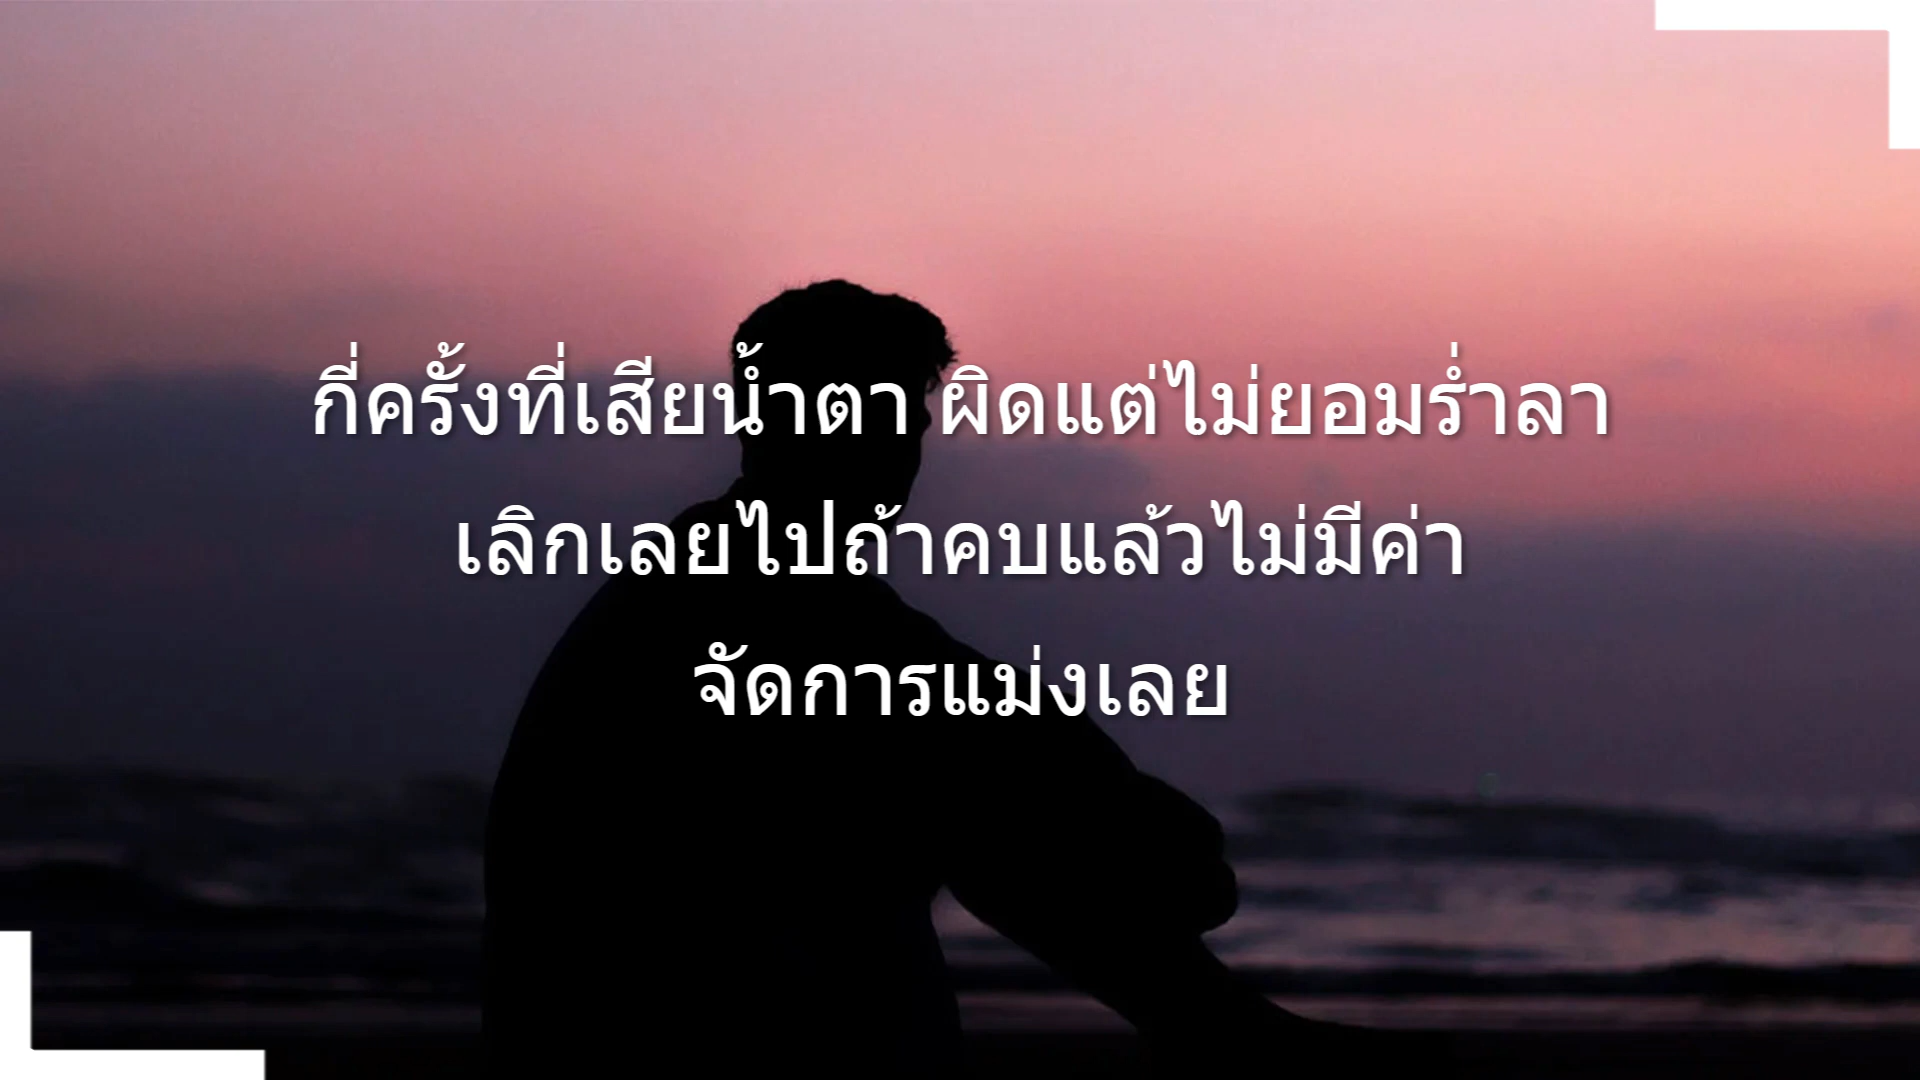 กี่ครั้งที่เสียน้ำตา ผิดแต่ไม่ยอมร่ำลา
เลิกเลยไปถ้าคบแล้วไม่มีค่า
จัดการแม่งเลย